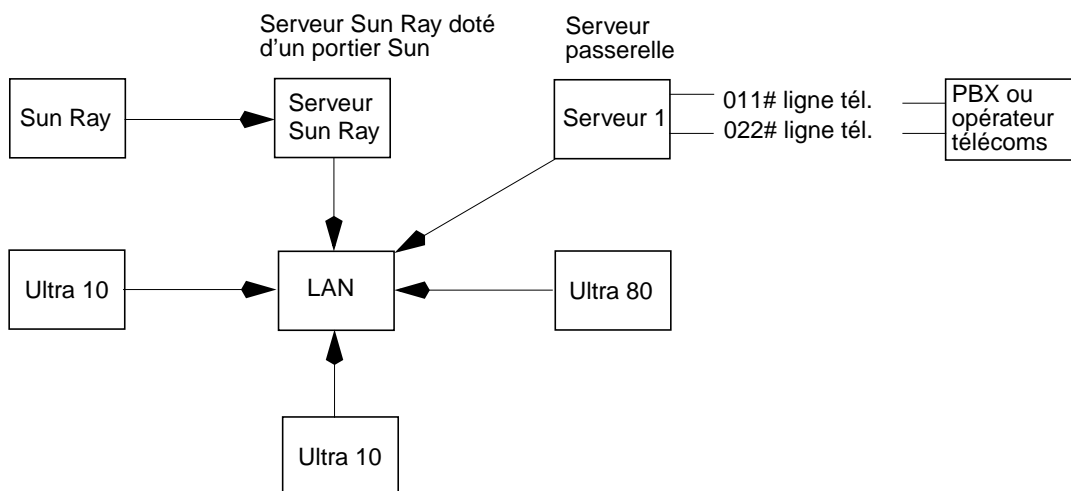 Serveur Sun Ray doté
d'un portier Sun
Serveur
passerelle
Sun Ray
Serveur
Sun Ray
Serveur 1
011# ligne tél.
022# ligne tél.
PBX ou
opérateur
télécoms
Ultra 10
LAN
Ultra 80
Ultra 10